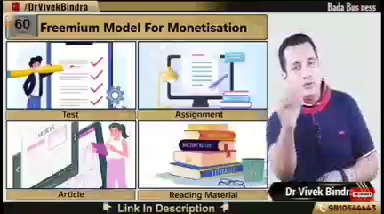 /DrVivekBindra
Bada Business
60
Freemium Model For Monetisation
Test
Assignment
Article
Reading Material
Dr Vivek Bindra
Link In Description